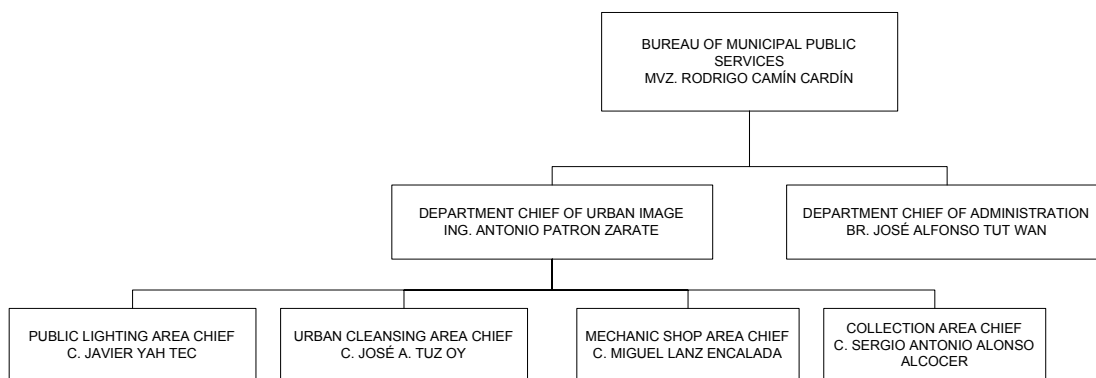 BUREAU OF MUNICIPAL PUBLIC
SERVICES
MVZ. RODRIGO CAMÍN CARDÍN
DEPARTMENT CHIEF OF URBAN IMAGE
ING. ANTONIO PATRON ZARATE
DEPARTMENT CHIEF OF ADMINISTRATION
BR. JOSÉ ALFONSO TUT WAN
PUBLIC LIGHTING AREA CHIEF
C. JAVIER YAH TEC
URBAN CLEANSING AREA CHIEF
C. JOSÉ A. TUZ OY
MECHANIC SHOP AREA CHIEF
C. MIGUEL LANZ ENCALADA
COLLECTION AREA CHIEF
C. SERGIO ANTONIO ALONSO
ALCOCER